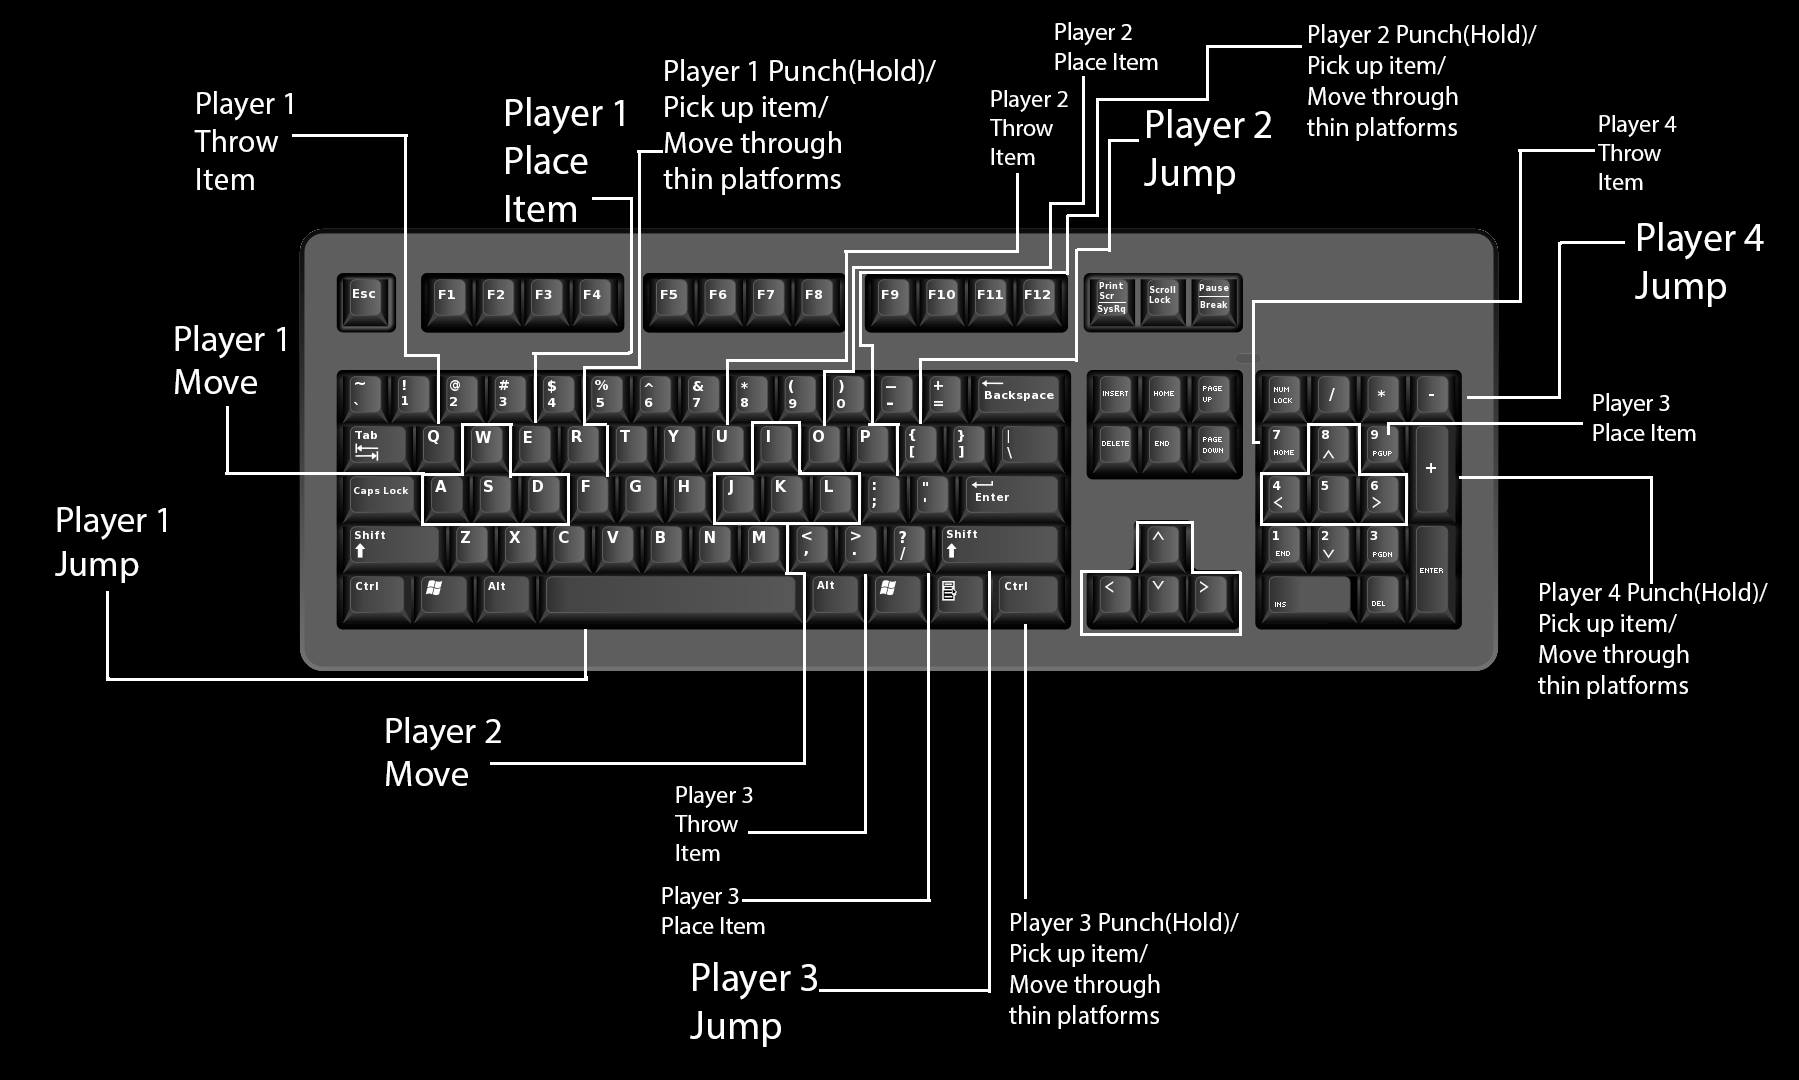 Player 2
Place Item
Player 2 Punch(Hold)/
Pick up item/
Move through
thin platforms
Player 1 Punch(Hold)/
Pick up item/
Move through
thin platforms
Player 1
Throw
Item
Player 1
Place
Item
Player 2
Throw
Item
Player 2
Jump
Player 4
Throw
Item
Player 4
Jump
Esc F1 F2 F3 F4 F5 F6 F7 F8 F9 F10 F11 F12 Print Scr SysRq Scroll Lock Pause Break
Player 1
Move
~ ` ! 1 @ 2 # 3 $ 4 % 5 ^ 6 & 7 * 8 ( 9 ) 0 _ - + = Backspace INSERT HOME PAGE UP NUM LOCK / * -
Player 3
Place Item
Tab Q W E R T Y U I O P { [ } ] | \ DELETE END PAGE DOWN 7 HOME 8 9 PGUP +
Caps Lock A S D F G H J K L : ; " ' Enter 4 < 5 6 >
Player 1
Jump
Shift Z X C V B N M < , > . ? / Shift 1 END 2 3 PGDN ENTER
Ctrl Alt Alt Ctrl < > INS DEL
Player 4 Punch(Hold)/
Pick up item/
Move through
thin platforms
Player 2
Move
Player 3
Throw
Item
Player 3
Place Item
Player 3
Jump
Player 3 Punch(Hold)/
Pick up item/
Move through
thin platforms